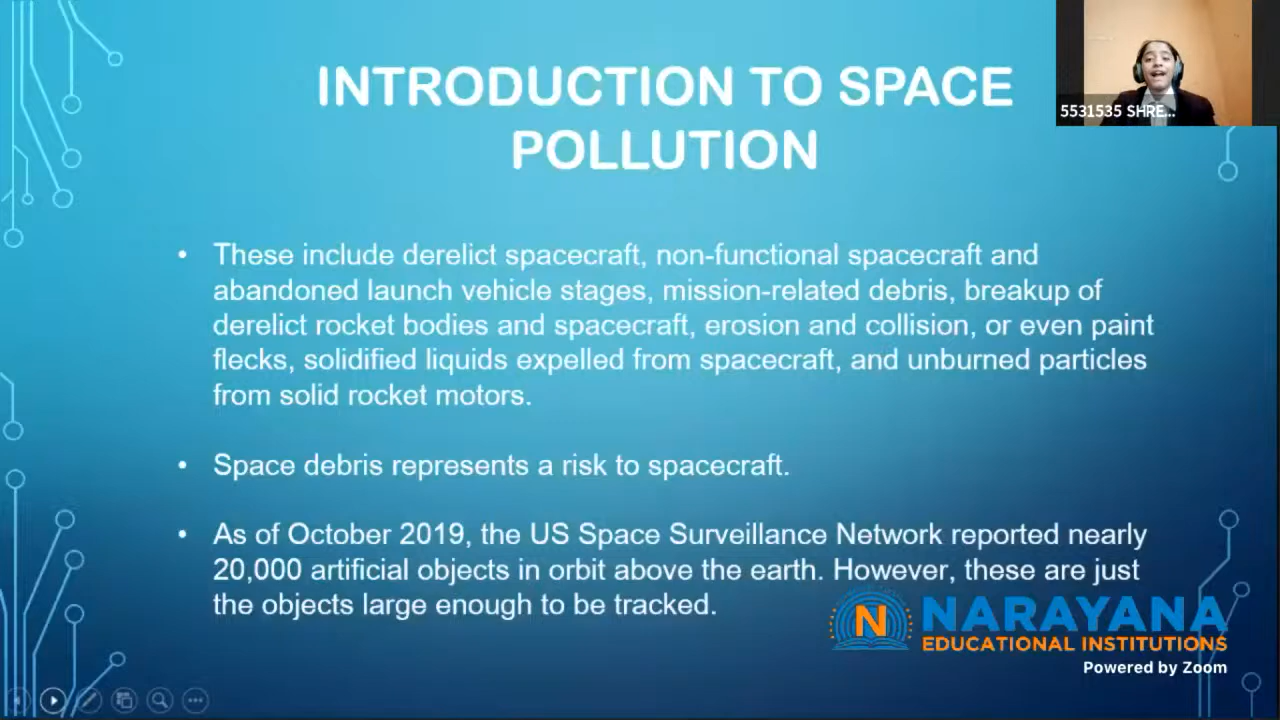 INTRODUCTION TO SPACE
POLLUTION
5531535 SHRE...
• These include derelict spacecraft, non-functional spacecraft and
abandoned launch vehicle stages, mission-related debris, breakup of
derelict rocket bodies and spacecraft, erosion and collision, or even paint
flecks, solidified liquids expelled from spacecraft, and unburned particles
from solid rocket motors.
• Space debris represents a risk to spacecraft.
• As of October 2019, the US Space Surveillance Network reported nearly
20,000 artificial objects in orbit above the earth. However, these are just
the objects large enough to be tracked.
N NARAYANA
EDUCATIONAL INSTITUTIONS
Powered by Zoom